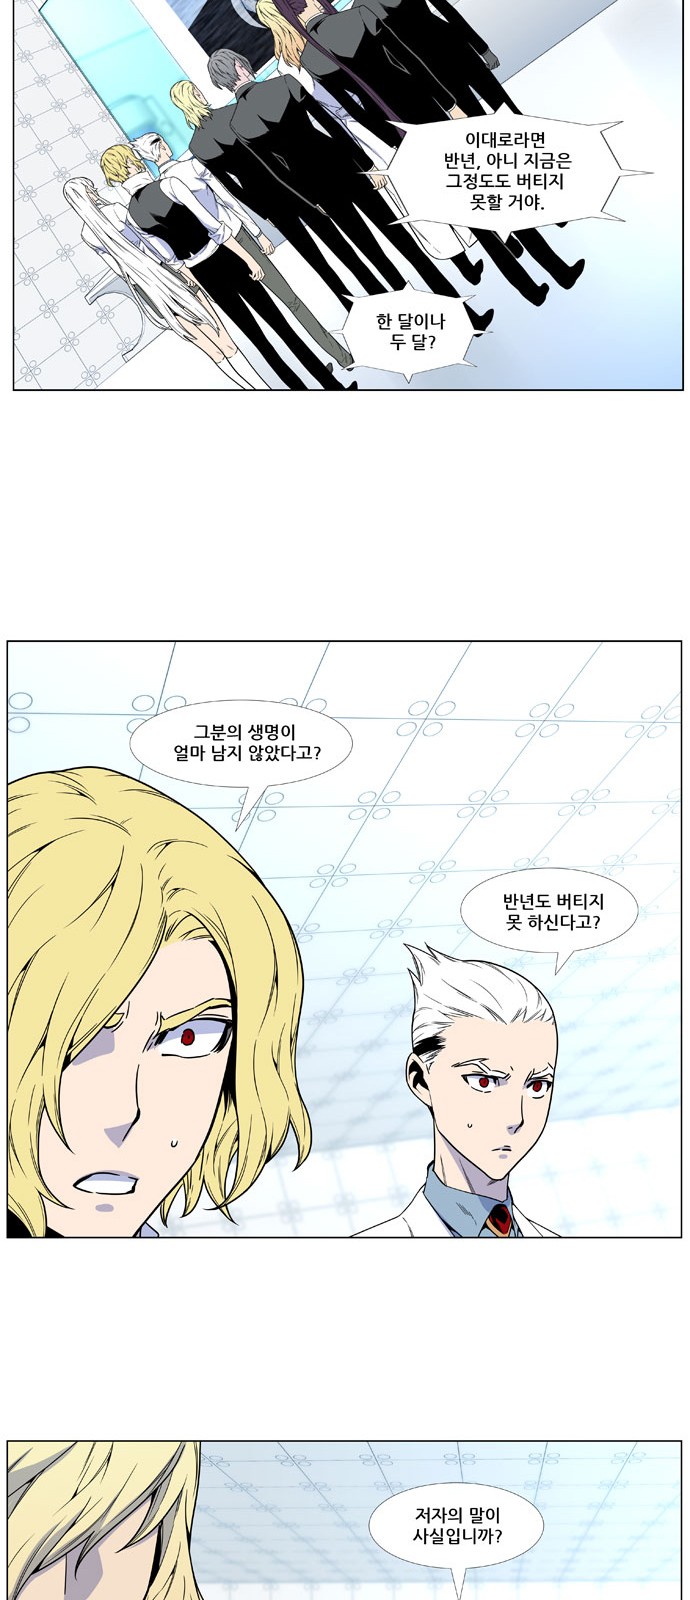 이대로라면
반년, 아니 지금은
그정도도 버티지
못할 거야.
한 달이나
두 달?
그분의 생명이
얼마 남지 않았다고?
반년도 버티지
못 하신다고?
저자의 말이
사실입니까?